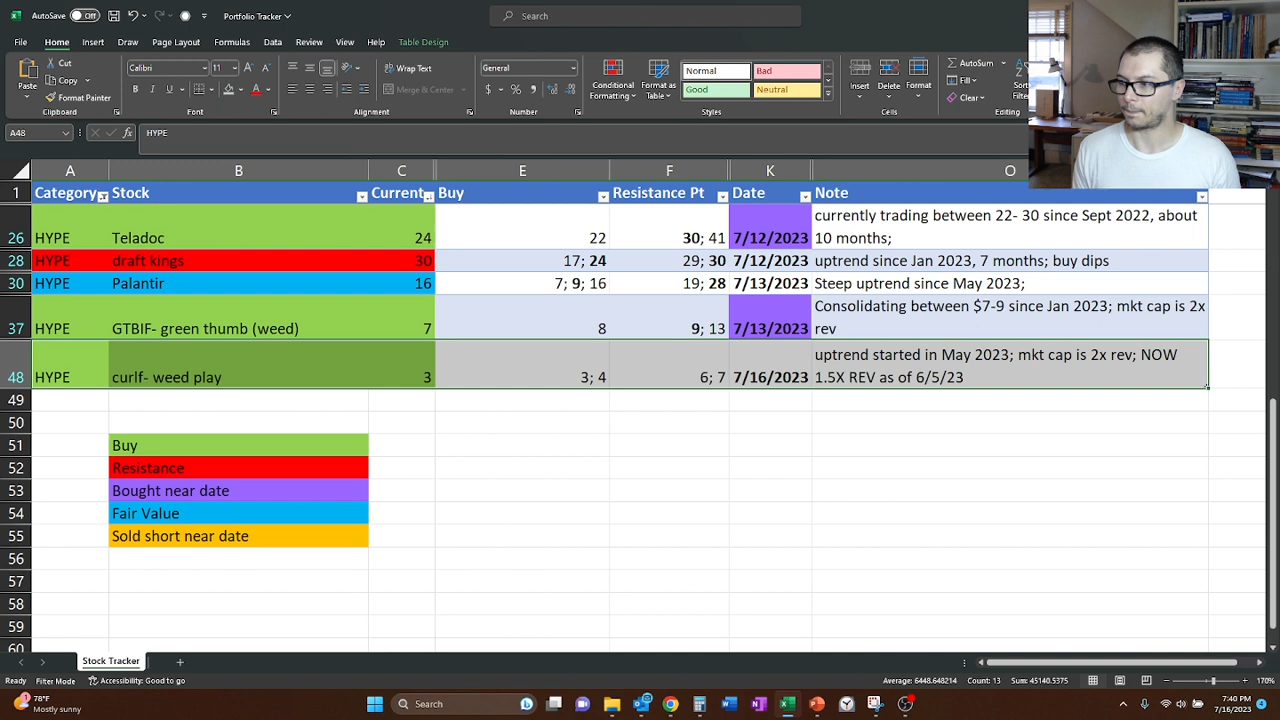 AutoSave Off Portfolio Tracker Search
File Home Insert Draw Page Layout Formulas Data Review View Help Table Design
Paste Cut Copy Format Painter Clipboard
Calibri 11 Font
Wrap Text Merge & Center Alignment
General Number
Conditional Formatting Format as Table Normal Bad Good Neutral Styles
Insert Delete Format Cells
AutoSum Fill Clear
A48 HYPE
A B C E F K O
1 Category Stock Current Buy Resistance Pt Date Note
26 HYPE Teladoc 24 22 30; 41 7/12/2023 currently trading between 22- 30 since Sept 2022, about
10 months;
28 HYPE draft kings 30 17; 24 29; 30 7/12/2023 uptrend since Jan 2023, 7 months; buy dips
30 HYPE Palantir 16 7; 9; 16 19; 28 7/13/2023 Steep uptrend since May 2023;
37 HYPE GTBIF- green thumb (weed) 7 8 9; 13 7/13/2023 Consolidating between $7-9 since Jan 2023; mkt cap is 2x
rev
48 HYPE curlf- weed play 3 3; 4 6; 7 7/16/2023 uptrend started in May 2023; mkt cap is 2x rev; NOW
1.5X REV as of 6/5/23
49
50
51 Buy
52 Resistance
53 Bought near date
54 Fair Value
55 Sold short near date
56
57
58
59
60
Stock Tracker
Ready Filter Mode Accessibility: Good to go Average: 6448.648214 Count: 13 Sum: 45140.5375 170%
78°F
Mostly sunny
Search
7:40 PM
7/16/2023